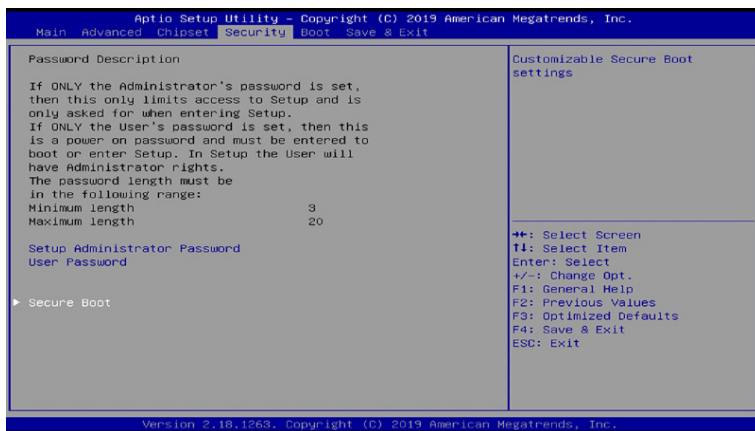 Aptio Setup Utility – Copyright (C) 2019 American Megatrends, Inc.
Main Advanced Chipset Security Boot Save & Exit
Password Description
If ONLY the Administrator's password is set,
then this only limits access to Setup and is
only asked for when entering Setup.
If ONLY the User's password is set, then this
is a power on password and must be entered to
boot or enter Setup. In Setup the User will
have Administrator rights.
The password length must be
in the following range:
Minimum length 3
Maximum length 20
Setup Administrator Password
User Password
► Secure Boot
Customizable Secure Boot
settings
→←: Select Screen
↑↓: Select Item
Enter: Select
+/-: Change Opt.
F1: General Help
F2: Previous Values
F3: Optimized Defaults
F4: Save & Exit
ESC: Exit
Version 2.18.1263. Copyright (C) 2019 American Megatrends, Inc.